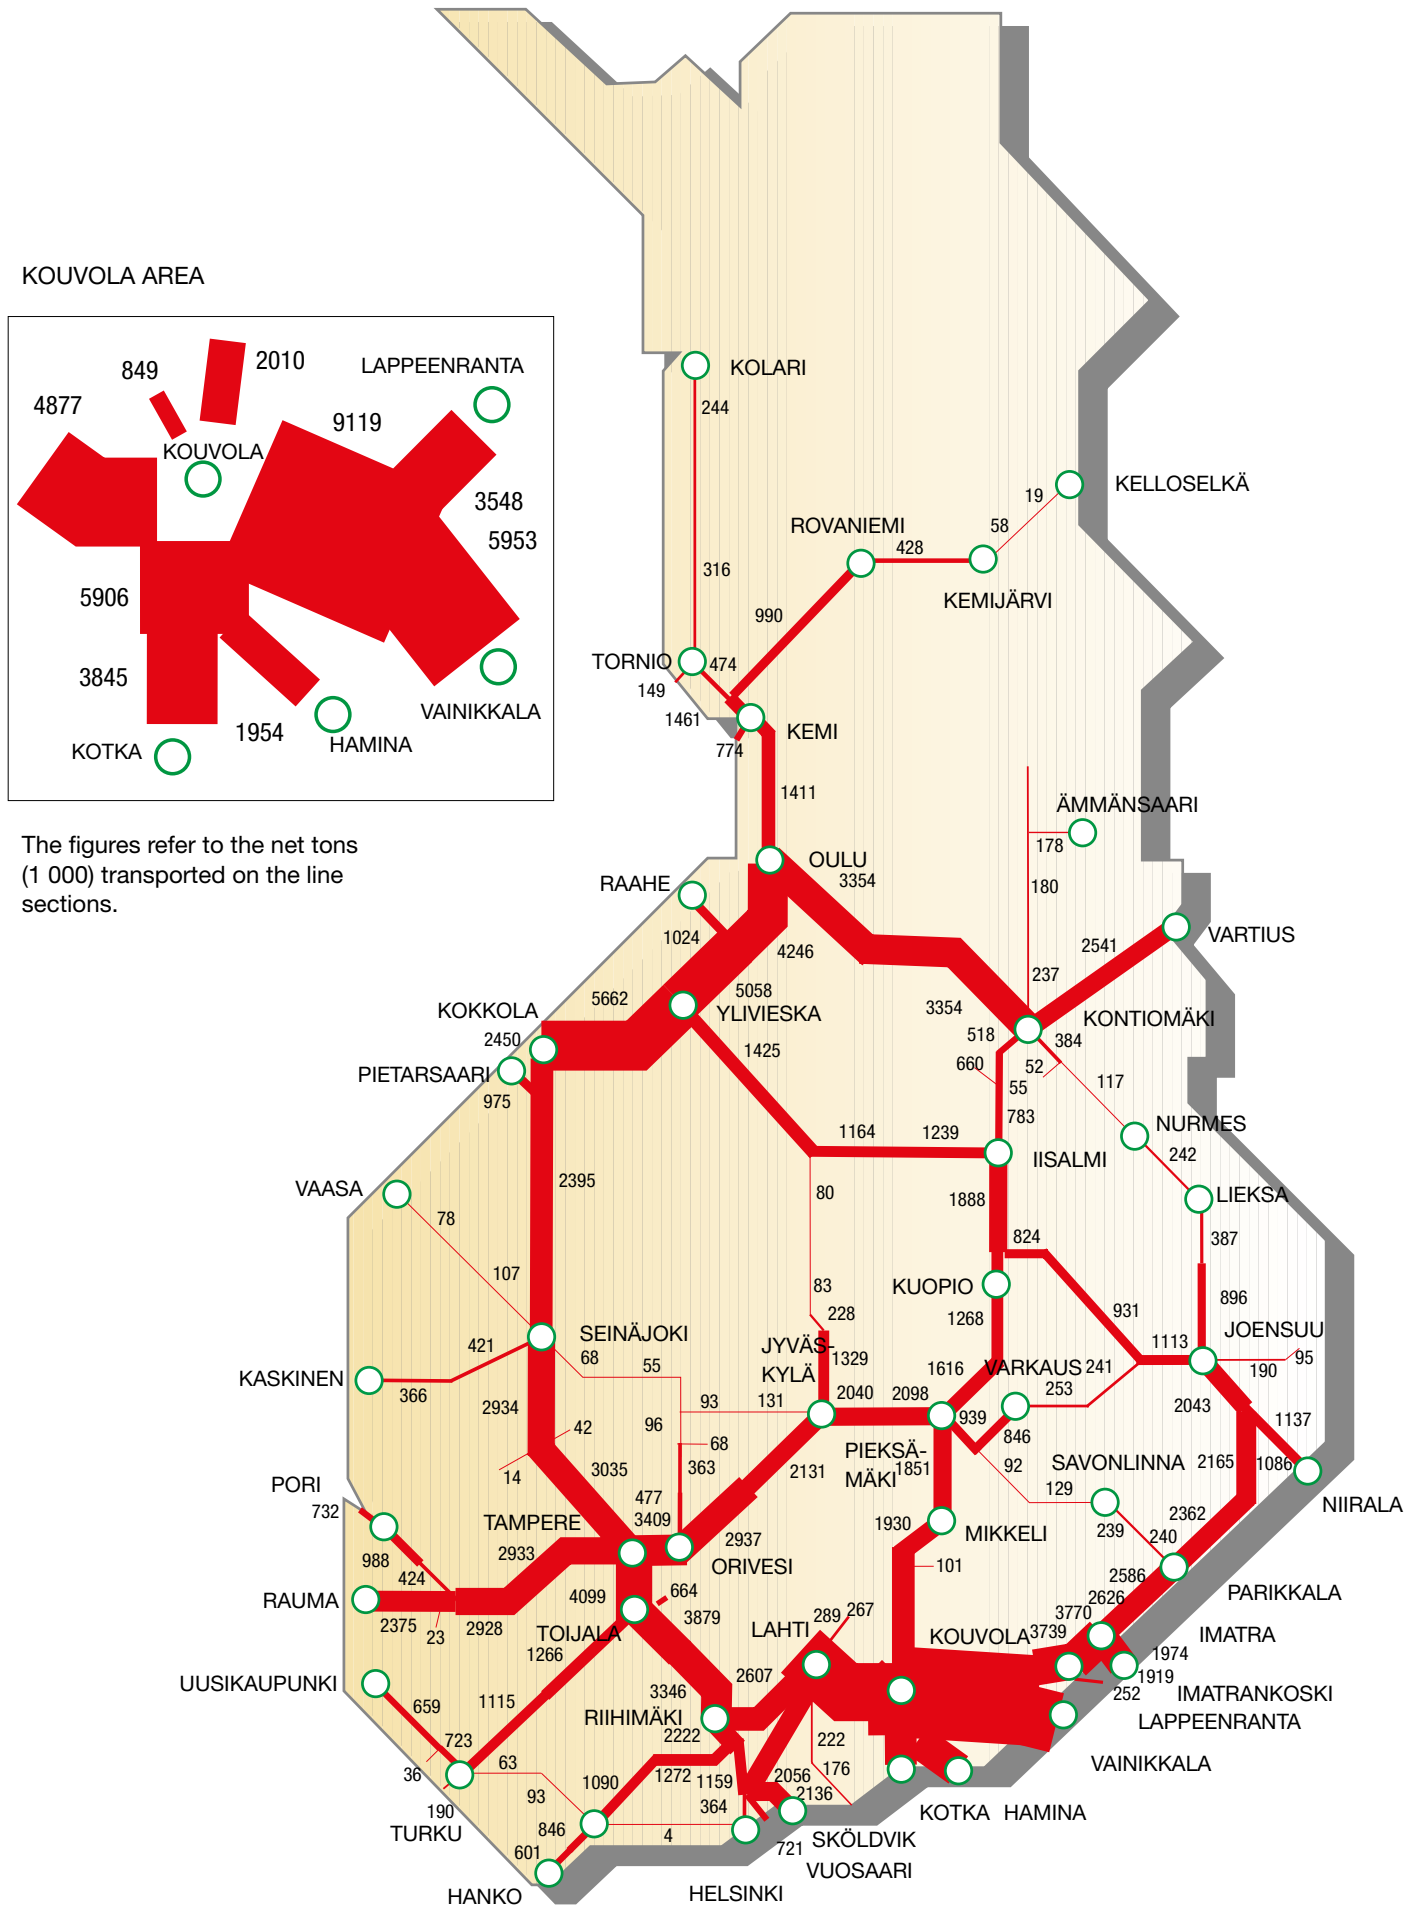 KOUVOLA AREA
849
2010
LAPPEENRANTA
4877
9119
KOUVOLA
3548
5953
5906
3845
1954
VAINIKKALA
KOTKA
HAMINA
The figures refer to the net tons
(1 000) transported on the line
sections.
KOLARI
244
KELLOSELKÄ
19
58
ROVANIEMI
428
KEMIJÄRVI
316
990
TORNIO
474
149
1461
KEMI
774
1411
ÄMMÄNSAARI
178
OULU
3354
RAAHE
180
1024
4246
2541
VARTIUS
237
5058
5662
YLIVIESKA
3354
KOKKOLA
2450
KONTIOMÄKI
518
384
1425
PIETARSAARI
975
660
52
55
117
783
NURMES
1164
1239
IISALMI
242
2395
VAASA
80
1888
LIEKSA
78
824
387
107
83
KUOPIO
896
228
1268
931
SEINÄJOKI
421
68
55
JYVÄS-
KYLÄ
1329
1113
JOENSUU
95
190
KASKINEN
366
1616
VARKAUS
241
253
93
131
2040
2098
2934
42
96
939
846
2043
1137
68
363
PIEKSÄ-
MÄKI
1851
92
SAVONLINNA
2165
1086
14
3035
2131
129
NIIRALA
PORI
732
477
3409
2362
TAMPERE
2933
2937
1930
MIKKELI
239
240
988
424
ORIVESI
101
2586
RAUMA
2375
23
2928
4099
664
3879
2626
PARIKKALA
TOIJALA
1266
LAHTI
289
267
KOUVOLA
3770
3739
IMATRA
1974
1919
252
UUSIKAUPUNKI
659
1115
2607
3346
IMATRANKOSKI
RIIHIMÄKI
2222
LAPPEENRANTA
723
222
VAINIKKALA
36
63
1272
1159
176
93
1090
2056
2136
190
TURKU
364
846
4
721
KOTKA
HAMINA
601
SKÖLDVIK
VUOSAARI
HANKO
HELSINKI